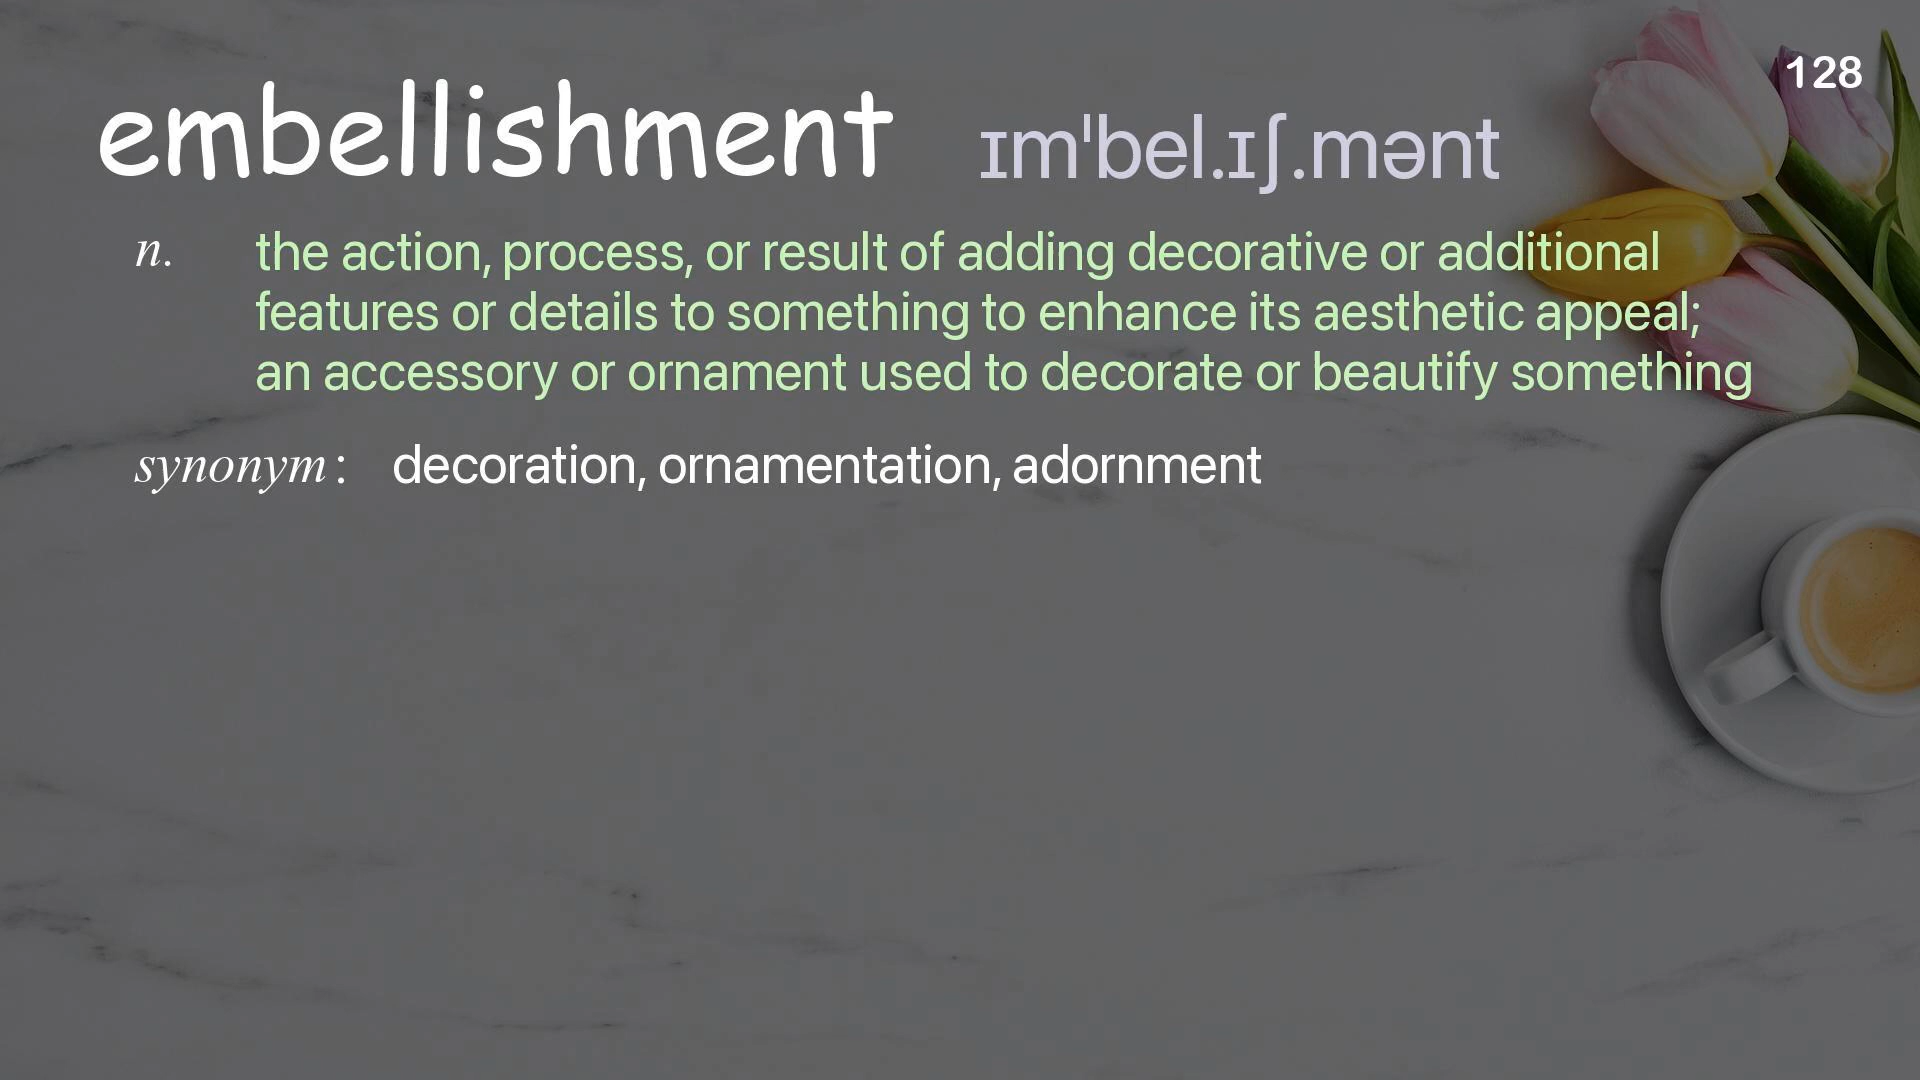 128
embellishment ɪmˈbel.ɪʃ.mənt
n. the action, process, or result of adding decorative or additional
features or details to something to enhance its aesthetic appeal;
an accessory or ornament used to decorate or beautify something
synonym : decoration, ornamentation, adornment